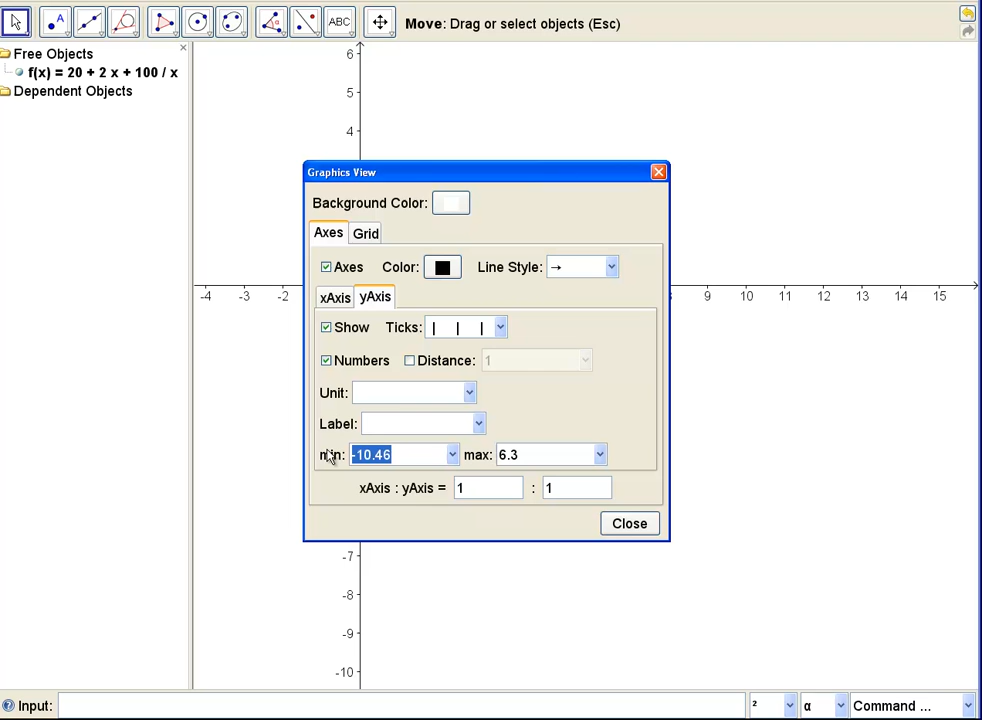 ABC
Move: Drag or select objects (Esc)
Free Objects
f(x) = 20 + 2 x + 100 / x
Dependent Objects
6
5
4
Graphics View
Background Color:
Axes Grid
Axes Color: Line Style:
xAxis yAxis
Show Ticks:
Numbers Distance: 1
Unit:
Label:
min: -10.46 max: 6.3
xAxis : yAxis = 1 : 1
Close
-4 -3 -2 9 10 11 12 13 14 15
-7
-8
-9
-10
Input: ² α Command ...